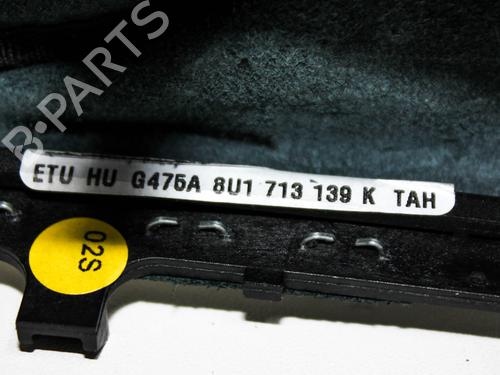 B-PARTS
ETU HU G475A 8U1 713 139 K TAH
02S